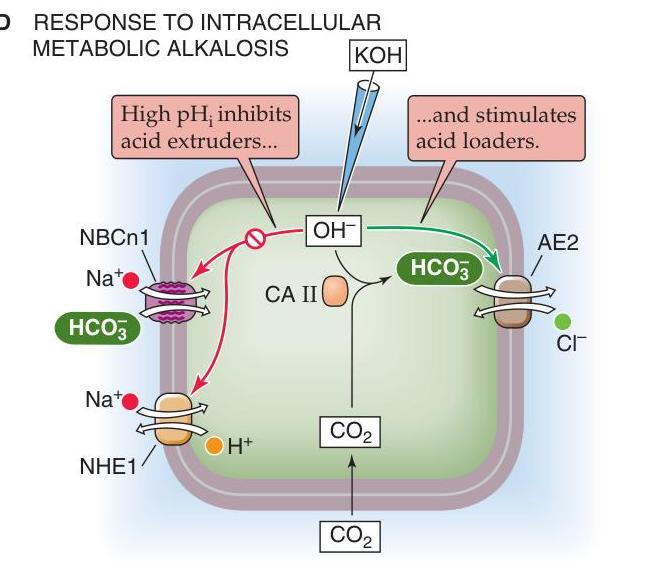 D RESPONSE TO INTRACELLULAR
METABOLIC ALKALOSIS
KOH
High pHᵢ inhibits
acid extruders...
...and stimulates
acid loaders.
NBCn1
OH⁻
AE2
Na⁺
HCO₃⁻
CA II
HCO₃⁻
Cl⁻
Na⁺
CO₂
H⁺
NHE1
CO₂